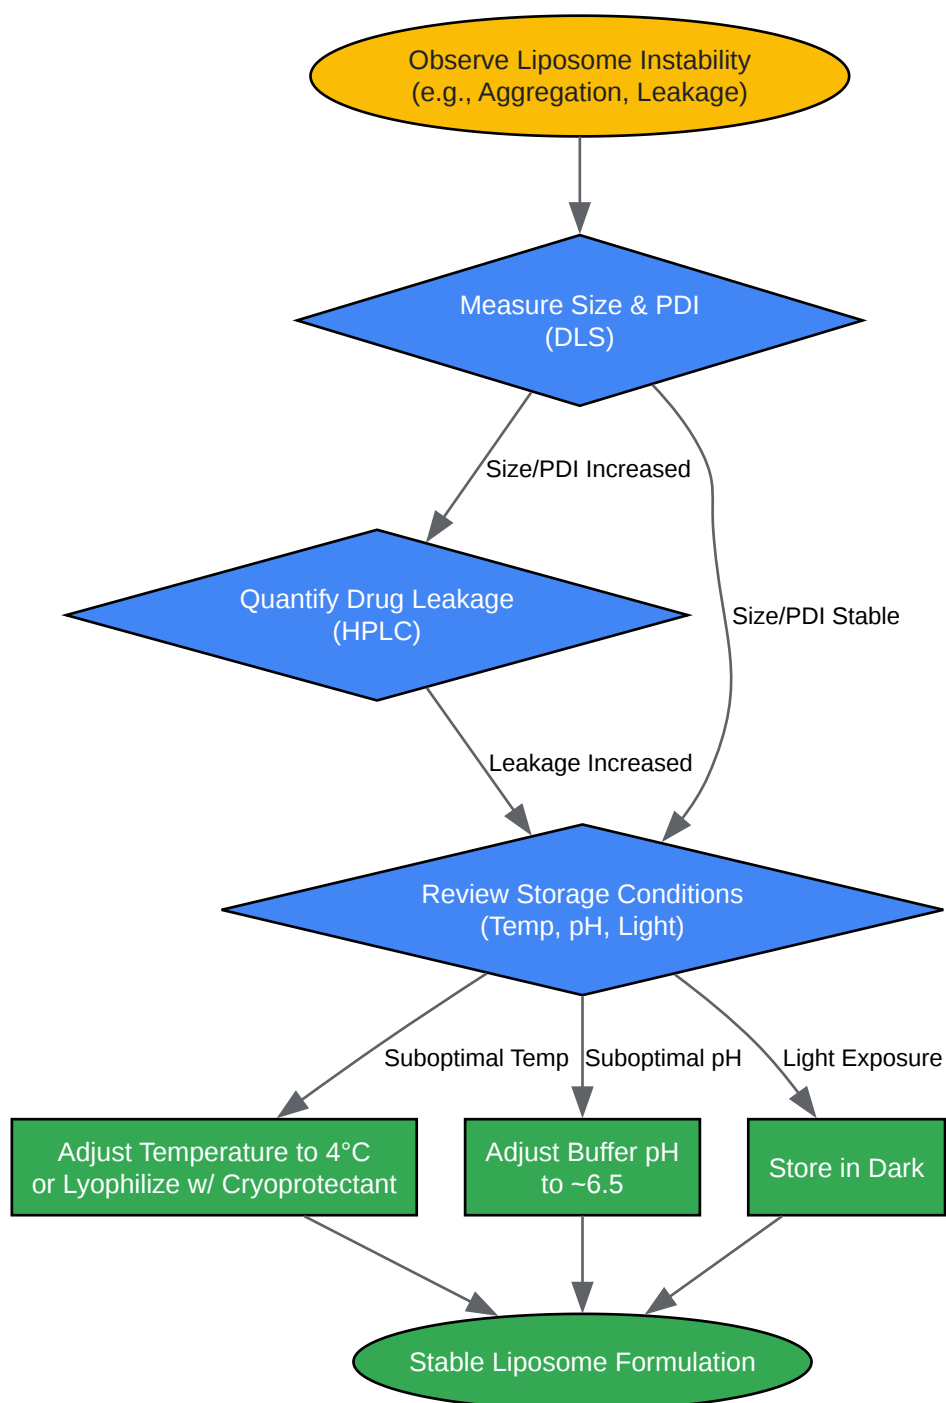 Observe Liposome Instability
(e.g., Aggregation, Leakage)
Measure Size & PDI
(DLS)
Size/PDI Increased
Quantify Drug Leakage
(HPLC)
Size/PDI Stable
Leakage Increased
Review Storage Conditions
(Temp, pH, Light)
Suboptimal Temp
Suboptimal pH
Light Exposure
Adjust Temperature to 4°C
or Lyophilize w/ Cryoprotectant
Adjust Buffer pH
to ~6.5
Store in Dark
Stable Liposome Formulation